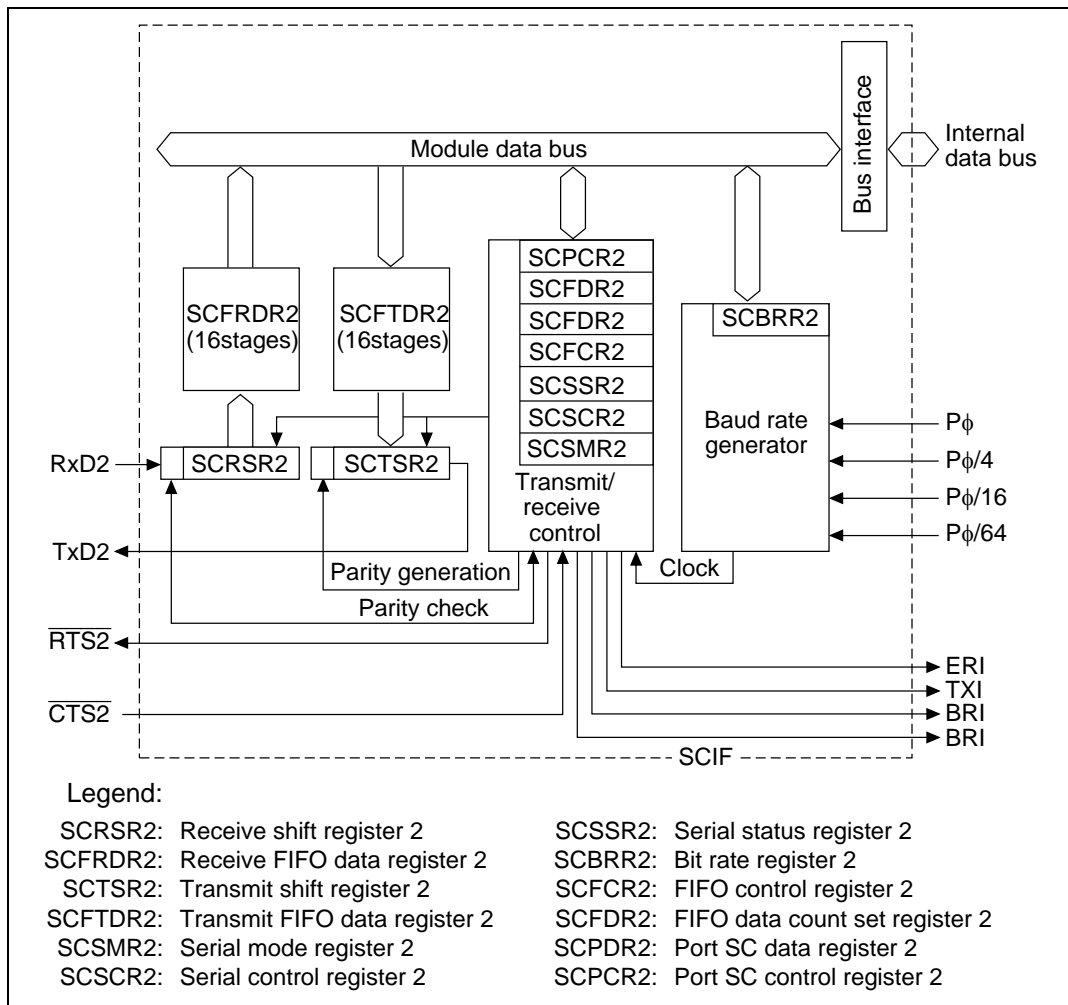 Bus interface
Internal
data bus
Module data bus
SCFRDR2
(16stages)
SCFTDR2
(16stages)
SCPCR2
SCFDR2
SCFDR2
SCFCR2
SCSSR2
SCSCR2
SCSMR2
Transmit/
receive
control
SCBRR2
Baud rate
generator
Pϕ
Pϕ/4
Pϕ/16
Pϕ/64
RxD2
SCRSR2
SCTSR2
TxD2
Parity generation
Clock
Parity check
RTS2
CTS2
ERI
TXI
BRI
BRI
SCIF
Legend:
SCRSR2: Receive shift register 2
SCFRDR2: Receive FIFO data register 2
SCTSR2: Transmit shift register 2
SCFTDR2: Transmit FIFO data register 2
SCSMR2: Serial mode register 2
SCSCR2: Serial control register 2
SCSSR2: Serial status register 2
SCBRR2: Bit rate register 2
SCFCR2: FIFO control register 2
SCFDR2: FIFO data count set register 2
SCPDR2: Port SC data register 2
SCPCR2: Port SC control register 2